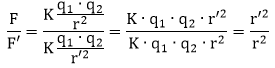 F/F′ = (K (q₁ · q₂)/r²)/(K (q₁ · q₂)/r′²) = (K · q₁ · q₂ · r′²)/(K · q₁ · q₂ · r²) = r′²/r²